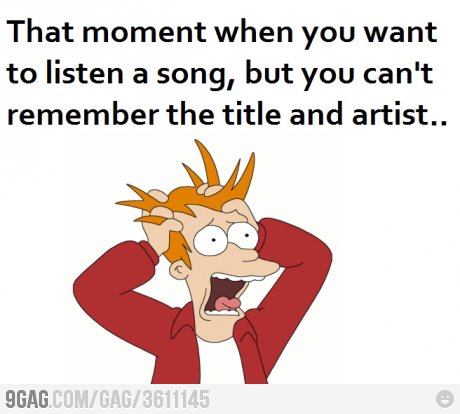 That moment when you want
to listen a song, but you can't
remember the title and artist..
9GAG.COM/GAG/3611145